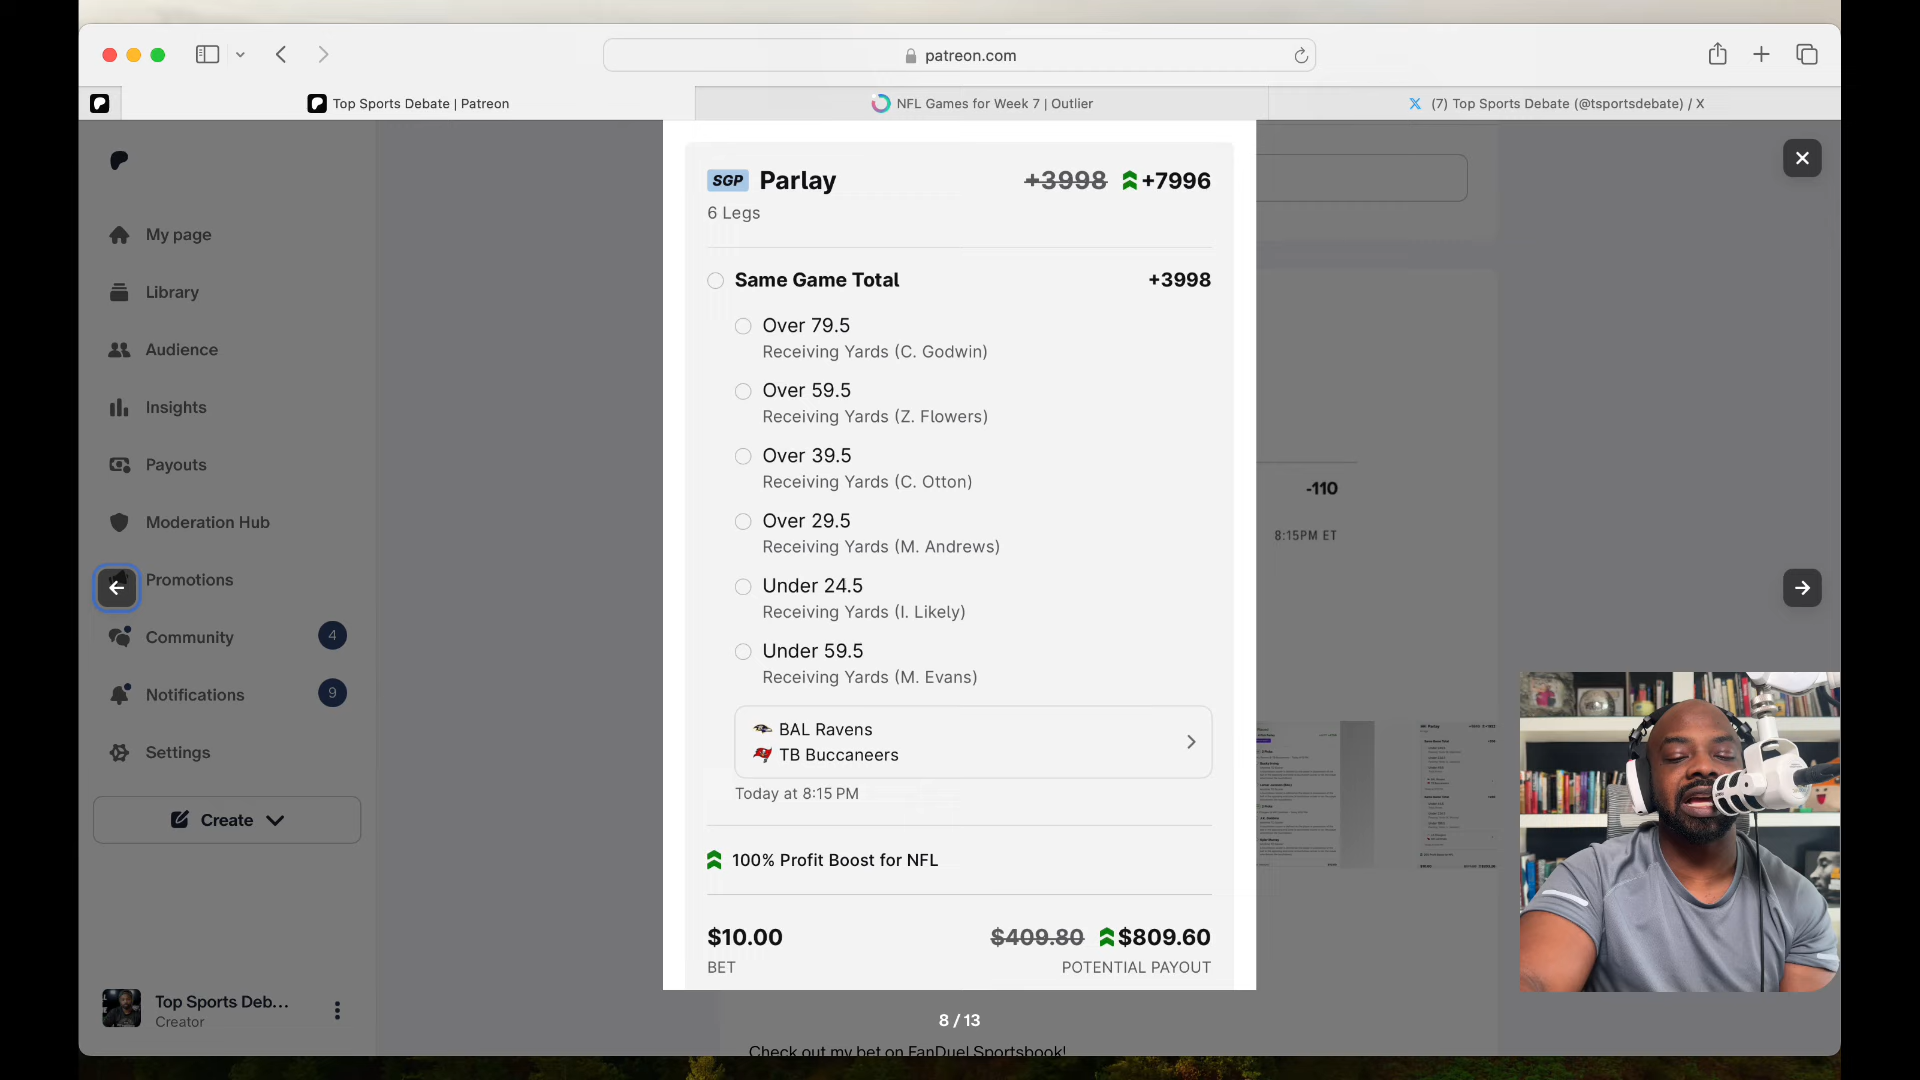 patreon.com
Top Sports Debate | Patreon
NFL Games for Week 7 | Outlier
(7) Top Sports Debate (@tsportsdebate) / X
My page
Library
Audience
Insights
Payouts
Moderation Hub
Promotions
Community 4
Notifications 9
Settings
Create
Top Sports Deb...
Creator
SGP Parlay +3998 +7996
6 Legs
Same Game Total +3998
Over 79.5
Receiving Yards (C. Godwin)
Over 59.5
Receiving Yards (Z. Flowers)
Over 39.5
Receiving Yards (C. Otton)
Over 29.5
Receiving Yards (M. Andrews)
Under 24.5
Receiving Yards (I. Likely)
Under 59.5
Receiving Yards (M. Evans)
BAL Ravens
TB Buccaneers
Today at 8:15 PM
100% Profit Boost for NFL
$10.00 $409.80 $809.60
BET POTENTIAL PAYOUT
-110
8:15PM ET
8 / 13
Check out my bet on FanDuel Sportsbook!